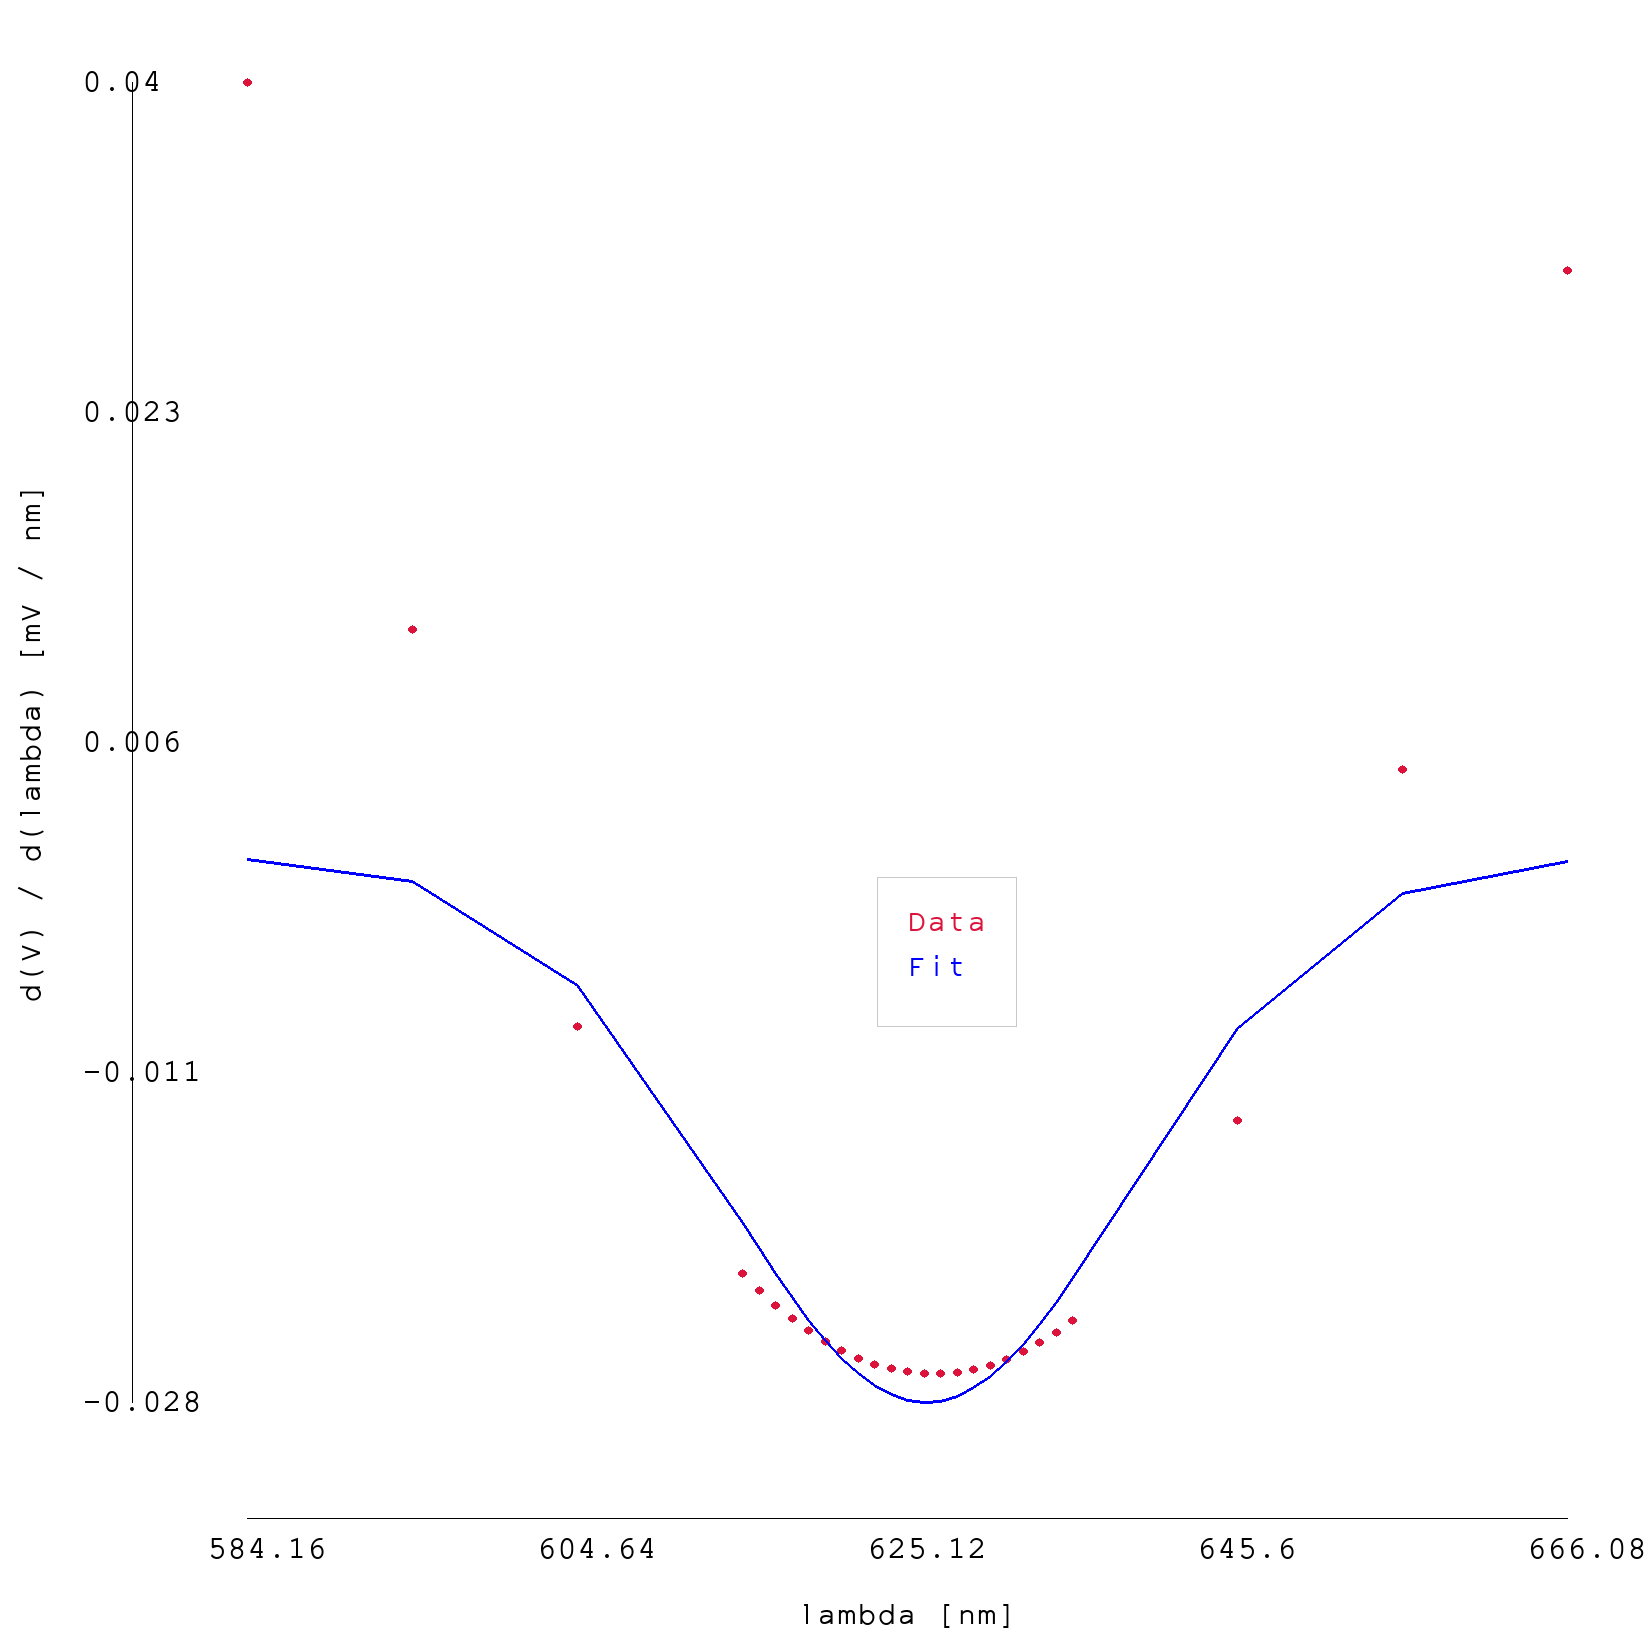 0.04
0.023
0.006
-0.011
-0.028
d(V) / d(lambda) [mV / nm]
Data
Fit
584.16 604.64 625.12 645.6 666.08
lambda [nm]